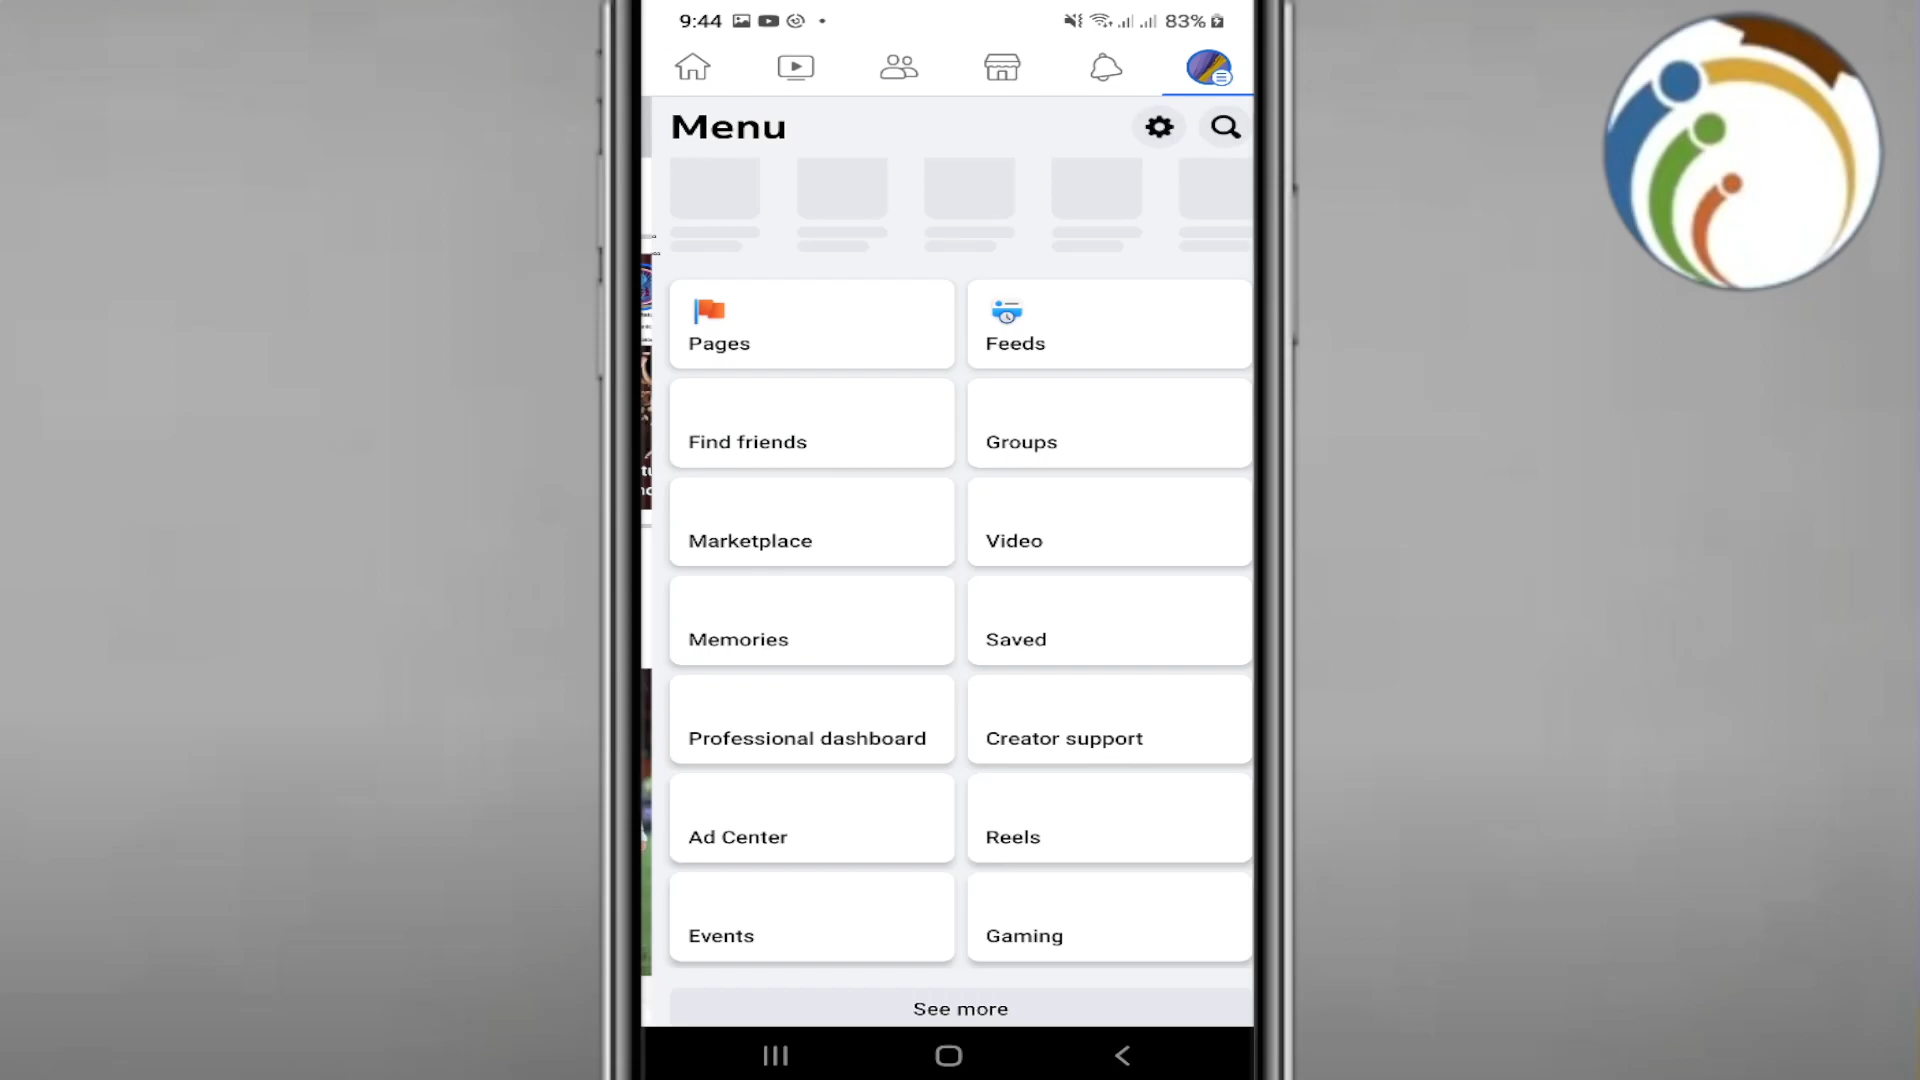 9:44 83%
Menu
Pages Feeds
Find friends Groups
Marketplace Video
Memories Saved
Professional dashboard Creator support
Ad Center Reels
Events Gaming
See more